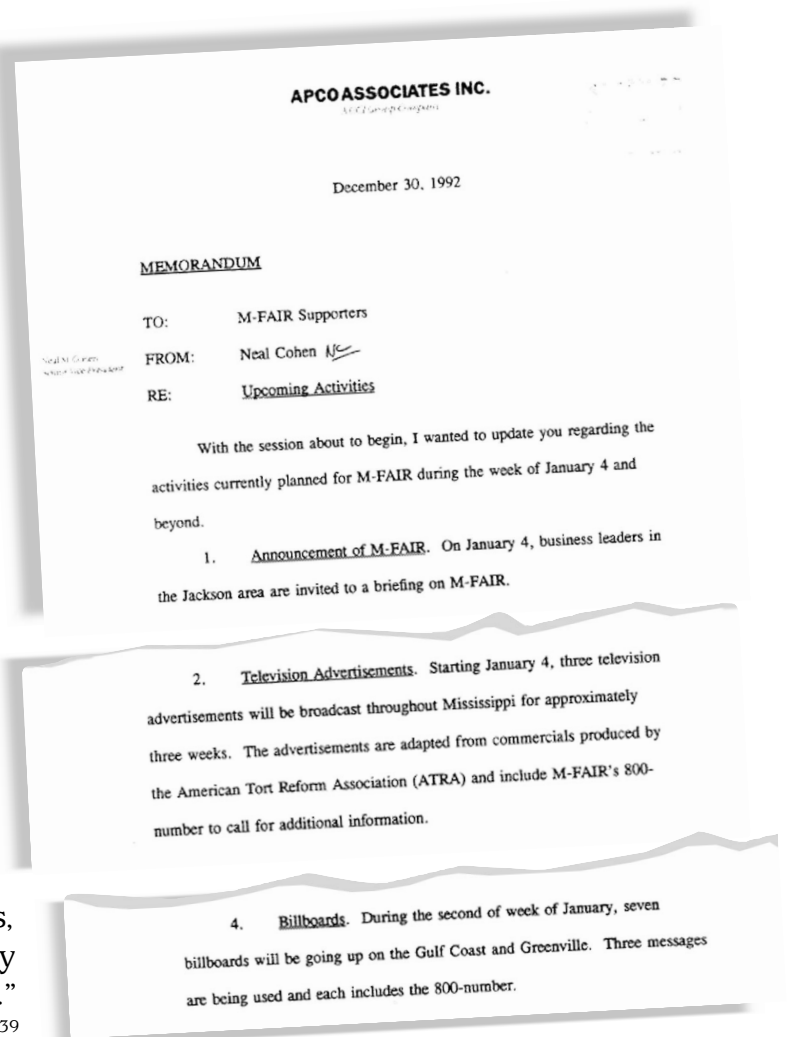 APCO ASSOCIATES INC.
December 30, 1992
MEMORANDUM
TO: M-FAIR Supporters
Neal M Cohen
FROM: Neal Cohen NC
RE: Upcoming Activities
With the session about to begin, I wanted to update you regarding the
activities currently planned for M-FAIR during the week of January 4 and
beyond.
1. Announcement of M-FAIR. On January 4, business leaders in
the Jackson area are invited to a briefing on M-FAIR.
2. Television Advertisements. Starting January 4, three television
advertisements will be broadcast throughout Mississippi for approximately
three weeks. The advertisements are adapted from commercials produced by
the American Tort Reform Association (ATRA) and include M-FAIR's 800-
number to call for additional information.
4. Billboards. During the second of week of January, seven
billboards will be going up on the Gulf Coast and Greenville. Three messages
are being used and each includes the 800-number.
s,
y
.”
39